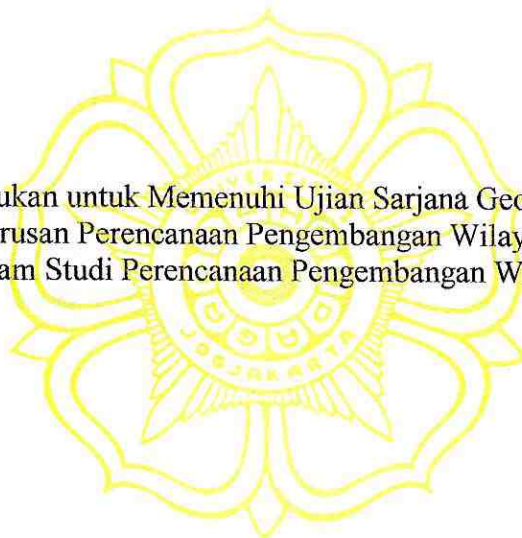 ukan untuk Memenuhi Ujian Sarjana Geo
rusan Perencanaan Pengembangan Wilay
am Studi Perencanaan Pengembangan W
JOGJAKARTA